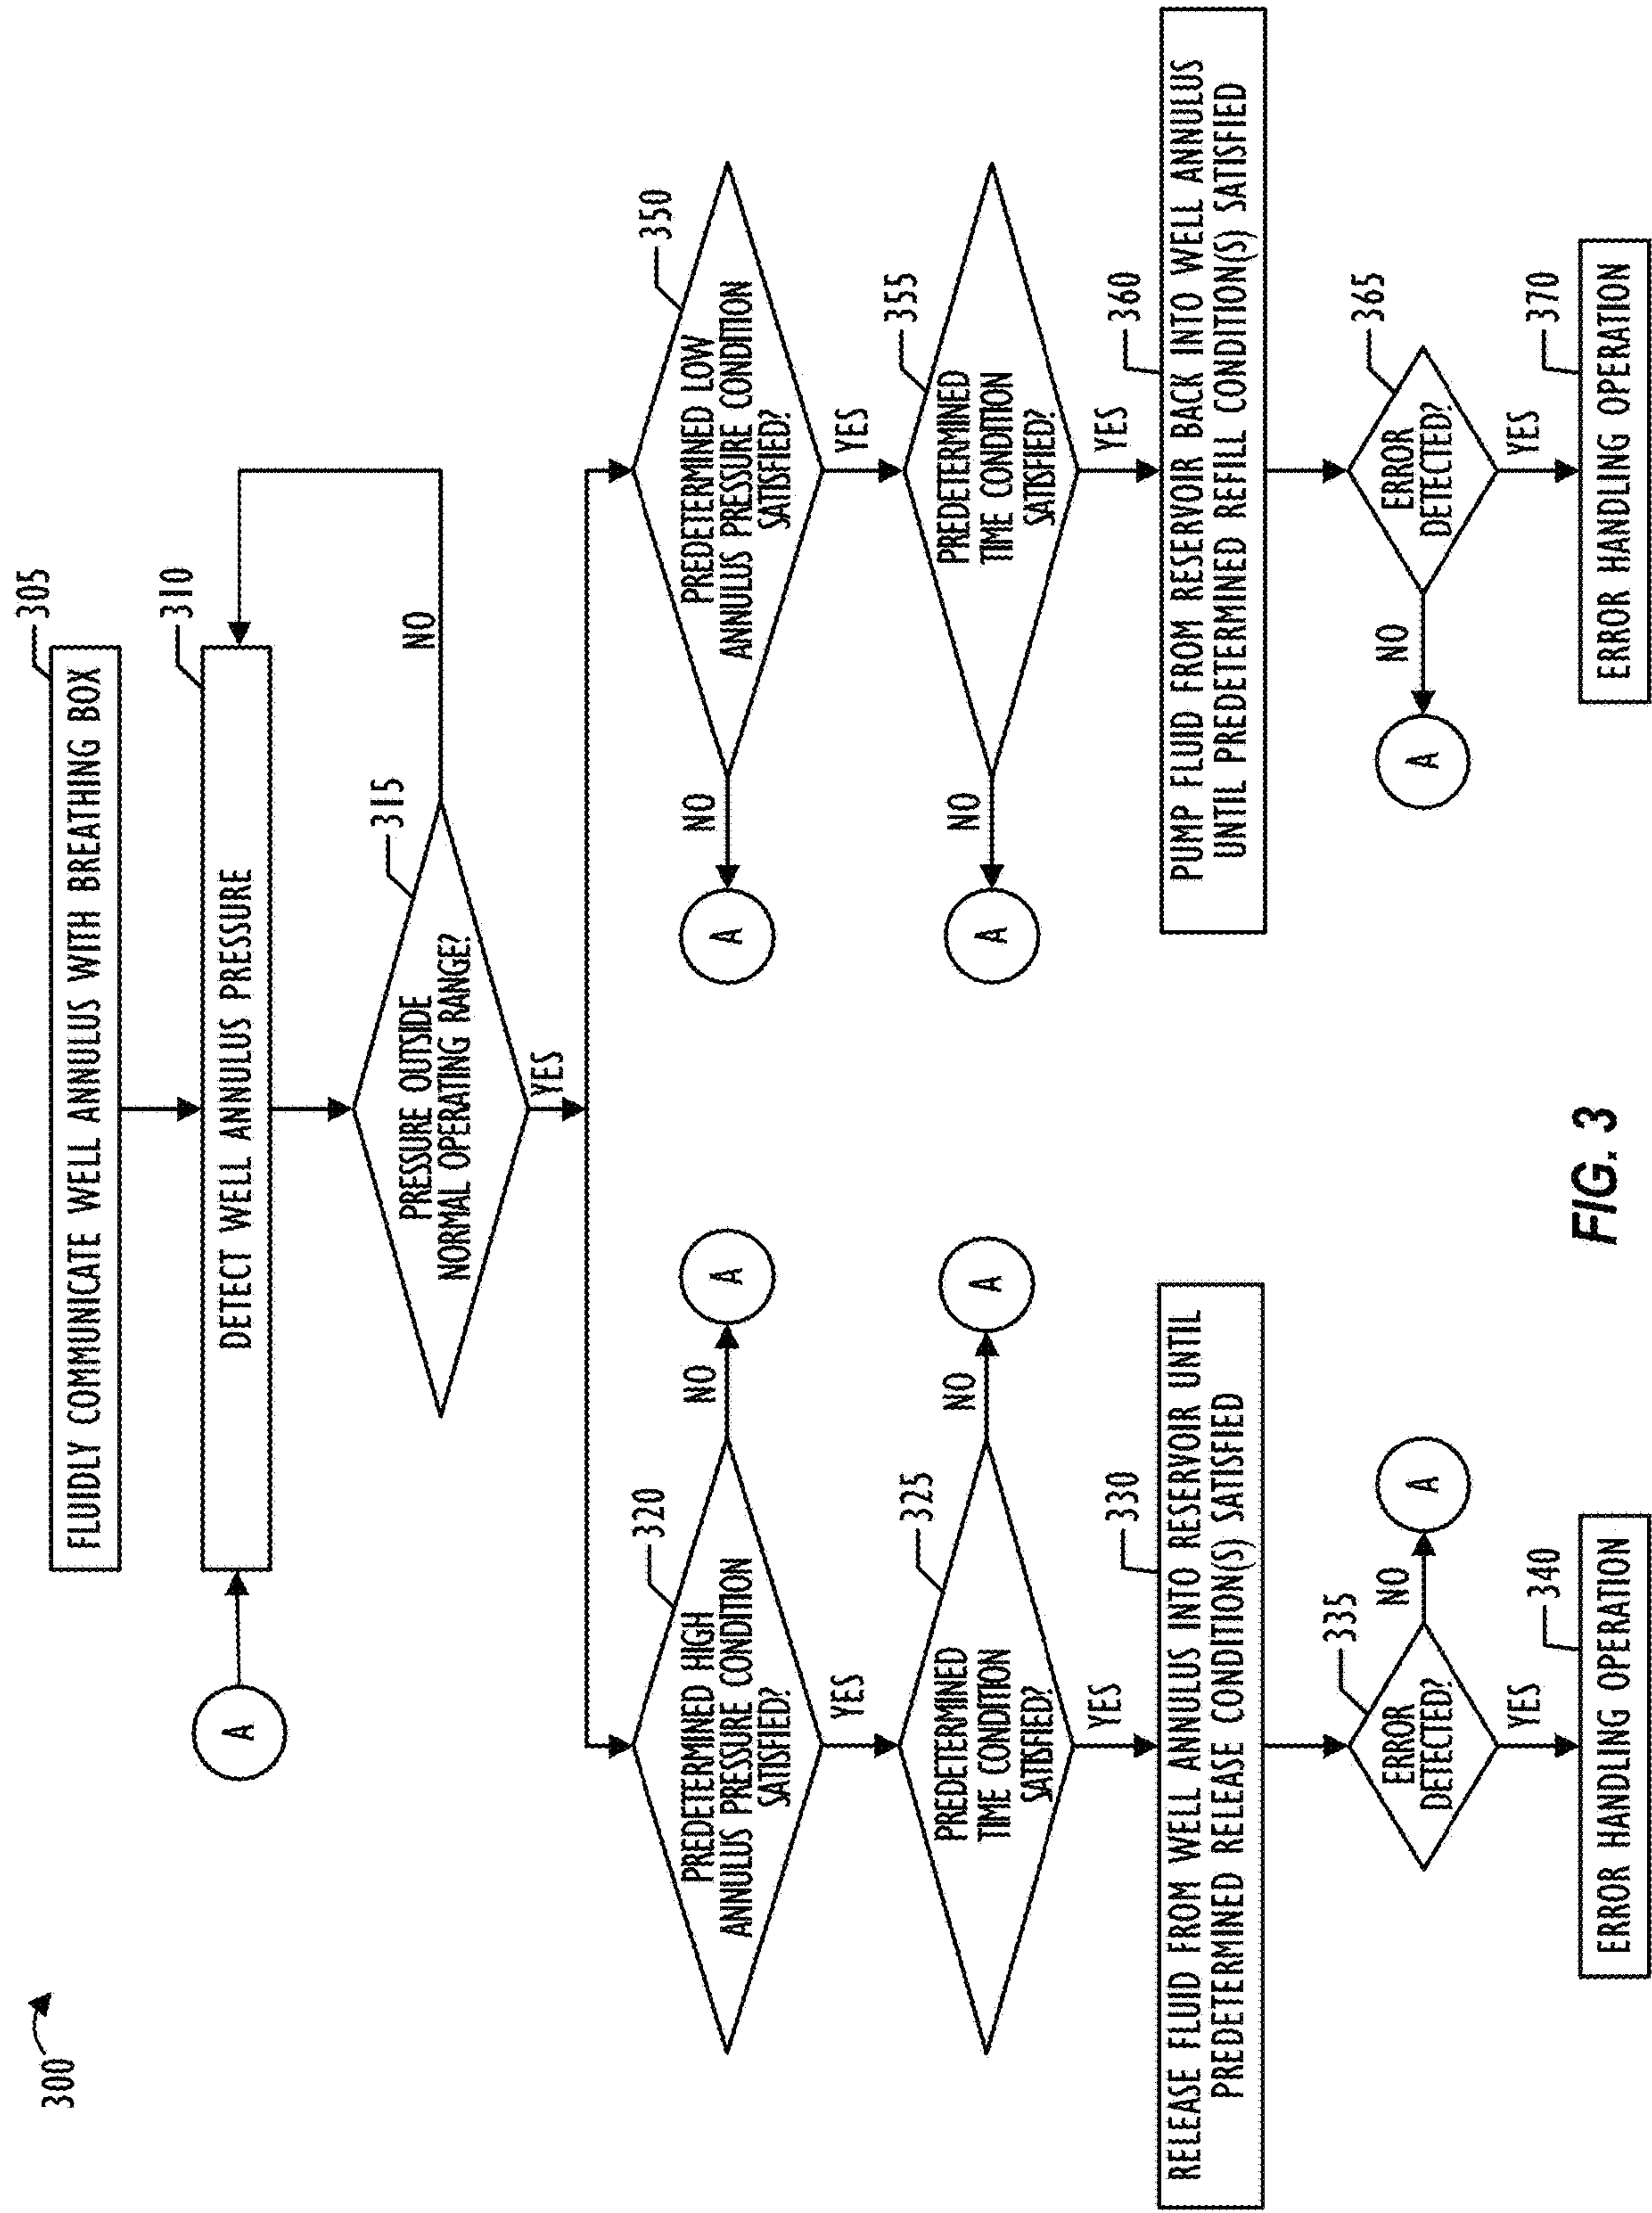 300
FLUIDLY COMMUNICATE WELL ANNULUS WITH BREATHING BOX
305
A
DETECT WELL ANNULUS PRESSURE
310
PRESSURE OUTSIDE
NORMAL OPERATING RANGE?
315
NO
YES
PREDETERMINED HIGH
ANNULUS PRESSURE CONDITION
SATISFIED?
320
NO
A
YES
PREDETERMINED
TIME CONDITION
SATISFIED?
325
NO
A
YES
330
RELEASE FLUID FROM WELL ANNULUS INTO RESERVOIR UNTIL
PREDETERMINED RELEASE CONDITION(S) SATISFIED
ERROR
DETECTED?
335
NO
A
YES
340
ERROR HANDLING OPERATION
PREDETERMINED LOW
ANNULUS PRESSURE CONDITION
SATISFIED?
350
NO
A
YES
PREDETERMINED
TIME CONDITION
SATISFIED?
355
NO
A
YES
360
PUMP FLUID FROM RESERVOIR BACK INTO WELL ANNULUS
UNTIL PREDETERMINED REFILL CONDITION(S) SATISFIED
ERROR
DETECTED?
365
NO
A
YES
370
ERROR HANDLING OPERATION
FIG. 3